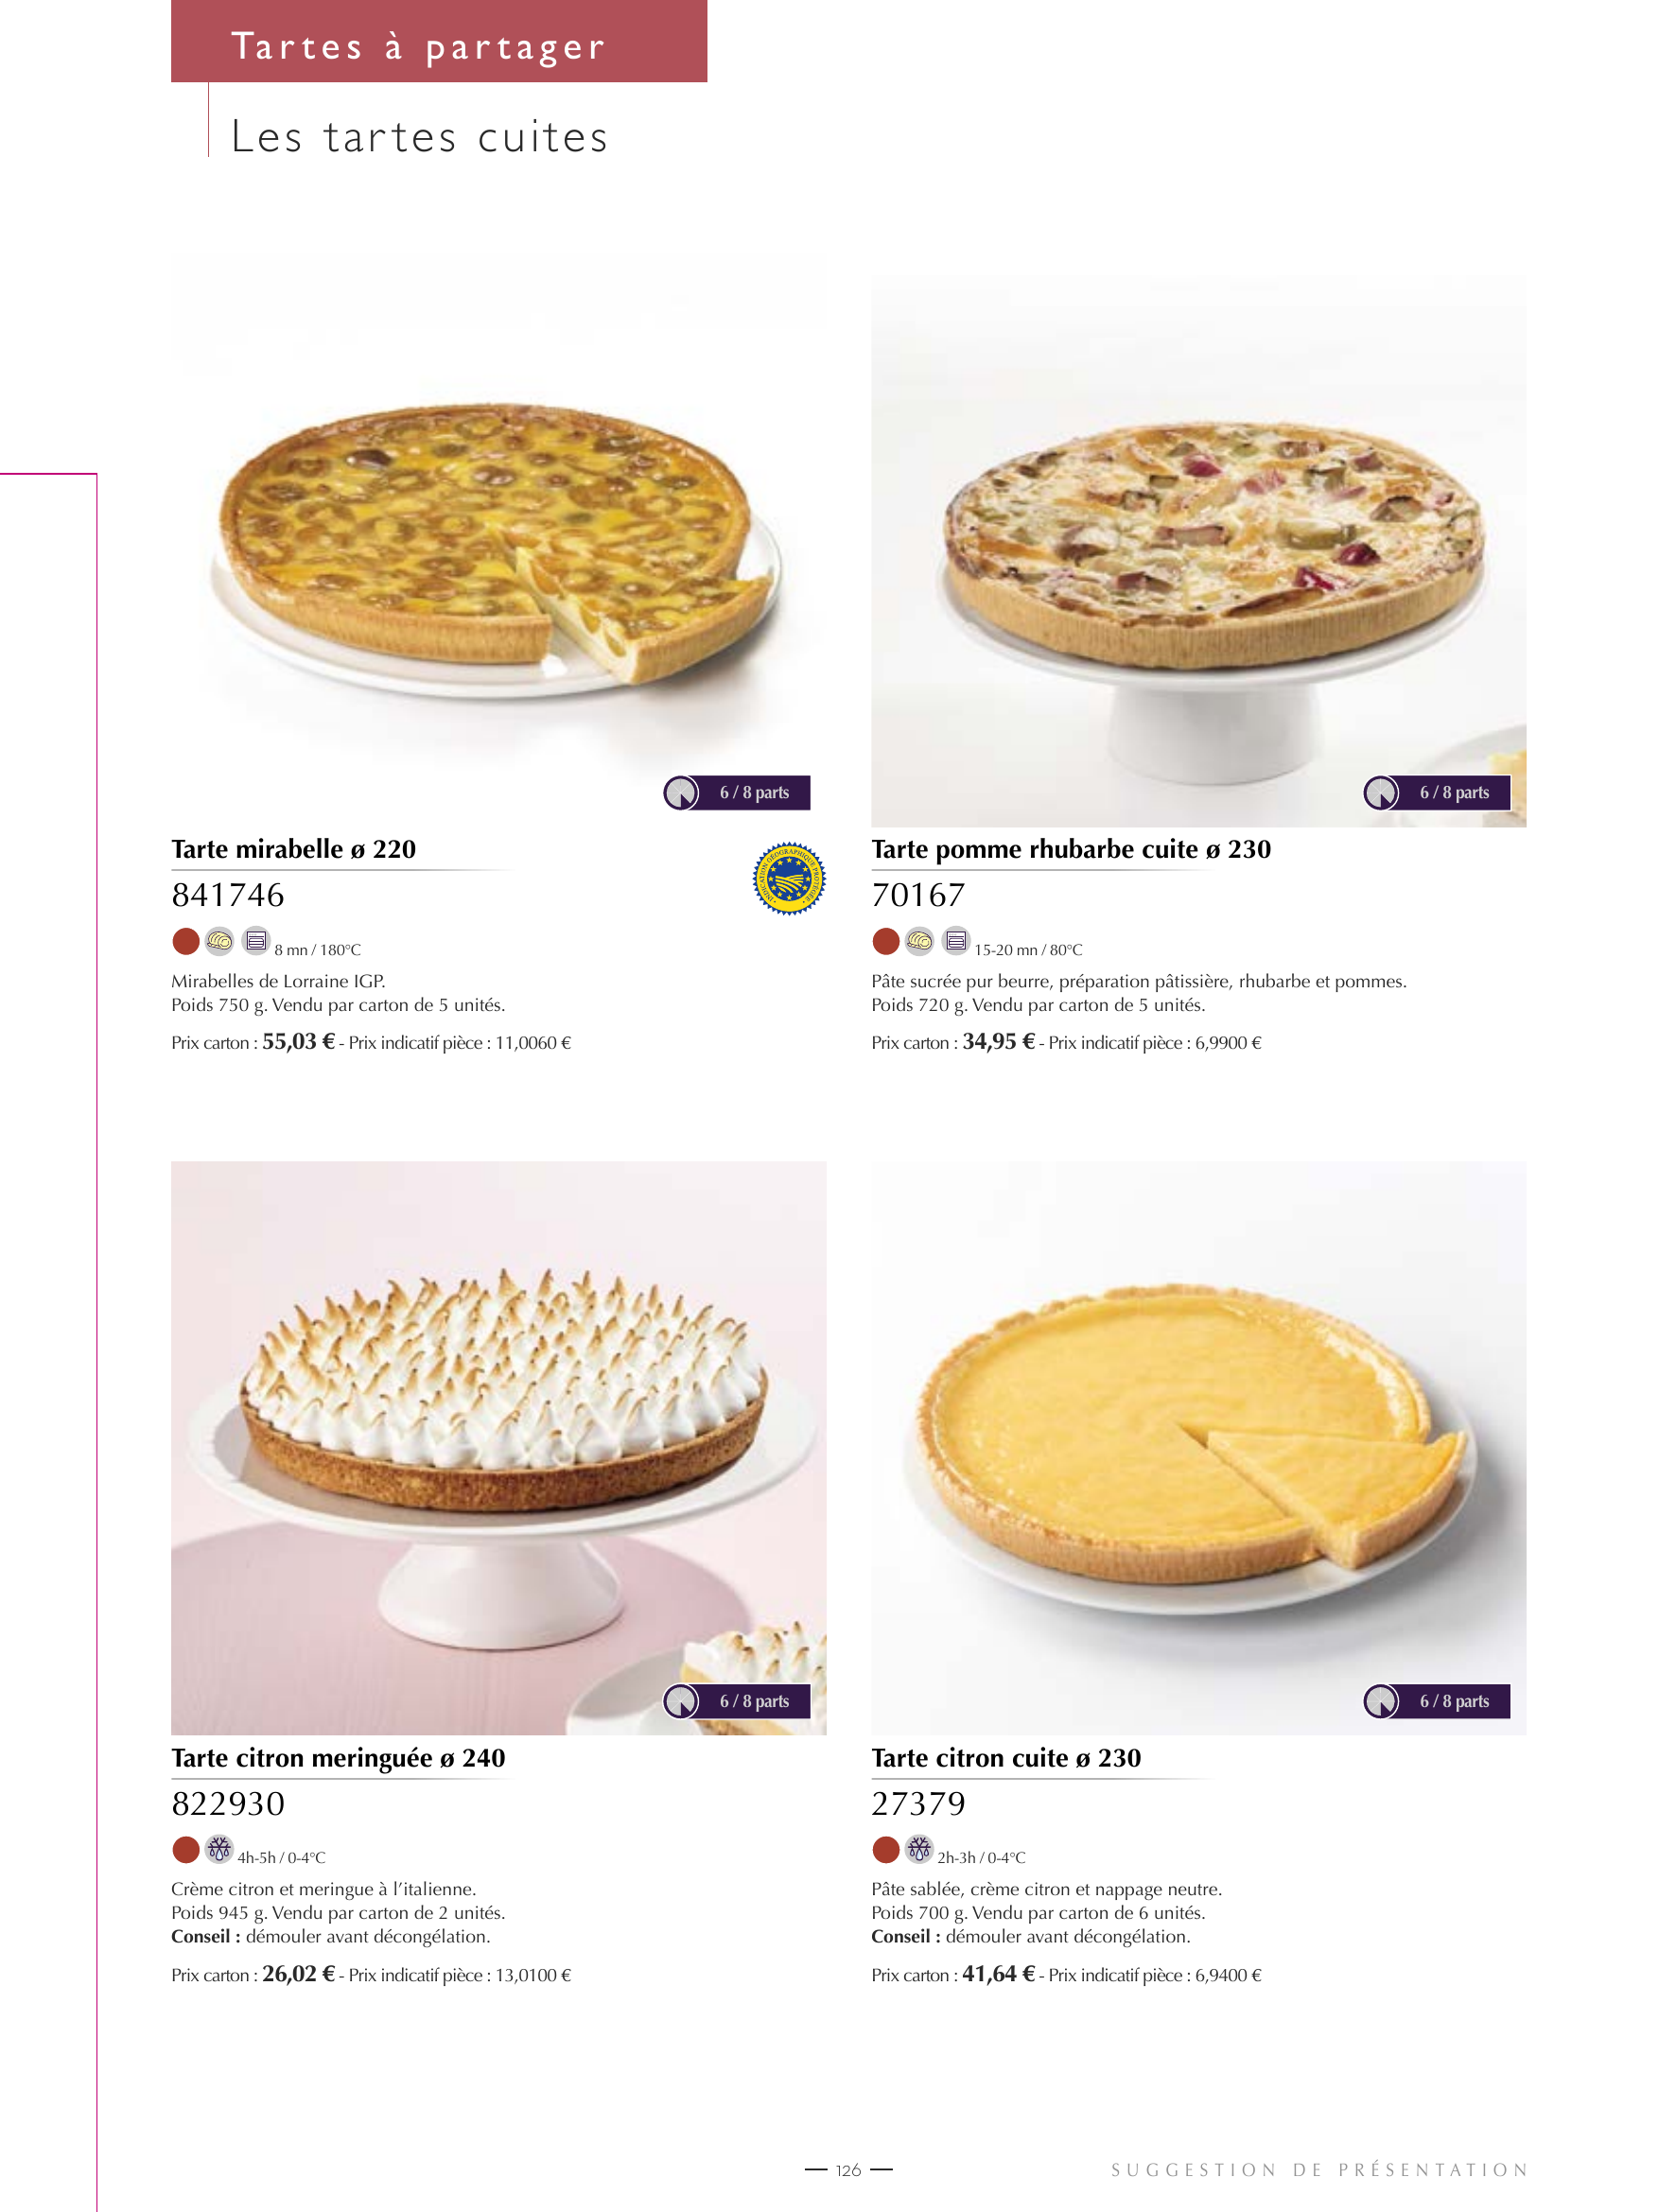 Tartes à partager
Les tartes cuites
6 / 8 parts
Tarte mirabelle ø 220
841746
INDICATION GÉOGRAPHIQUE PROTÉGÉE
8 mn / 180°C
Mirabelles de Lorraine IGP.
Poids 750 g. Vendu par carton de 5 unités.
Prix carton : 55,03 € - Prix indicatif pièce : 11,0060 €
6 / 8 parts
Tarte pomme rhubarbe cuite ø 230
70167
15-20 mn / 80°C
Pâte sucrée pur beurre, préparation pâtissière, rhubarbe et pommes.
Poids 720 g. Vendu par carton de 5 unités.
Prix carton : 34,95 € - Prix indicatif pièce : 6,9900 €
6 / 8 parts
Tarte citron meringuée ø 240
822930
4h-5h / 0-4°C
Crème citron et meringue à l’italienne.
Poids 945 g. Vendu par carton de 2 unités.
Conseil : démouler avant décongélation.
Prix carton : 26,02 € - Prix indicatif pièce : 13,0100 €
6 / 8 parts
Tarte citron cuite ø 230
27379
2h-3h / 0-4°C
Pâte sablée, crème citron et nappage neutre.
Poids 700 g. Vendu par carton de 6 unités.
Conseil : démouler avant décongélation.
Prix carton : 41,64 € - Prix indicatif pièce : 6,9400 €
126
SUGGESTION DE PRÉSENTATION